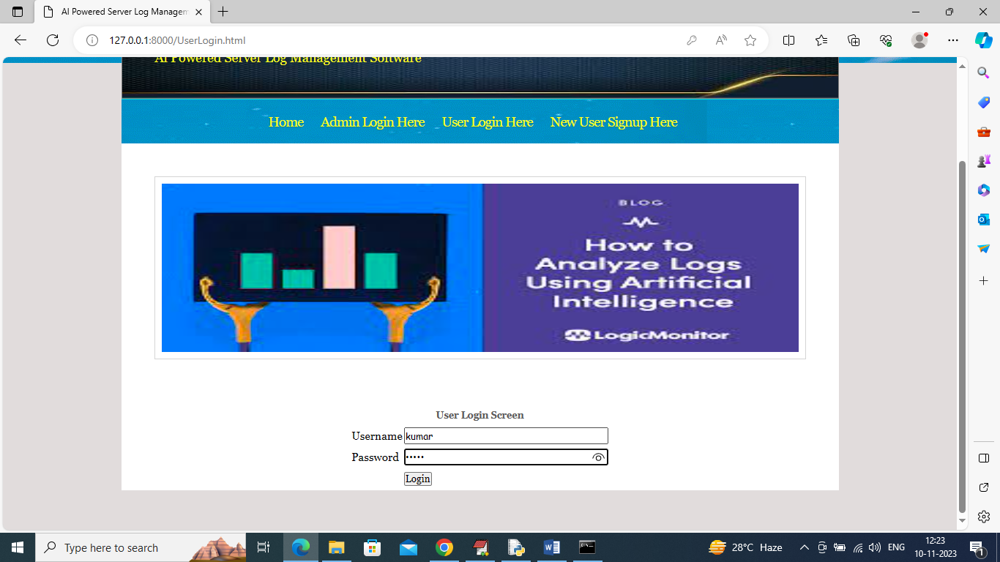 AI Powered Server Log Managem
127.0.0.1:8000/UserLogin.html
AI Powered Server Log Management Software
Home Admin Login Here User Login Here New User Signup Here
BLOG
How to
Analyze Logs
Using Artificial
Intelligence
LogicMonitor
User Login Screen
Username kumar
Password •••••
Login
Type here to search
28°C Haze
ENG
12:23
10-11-2023
1